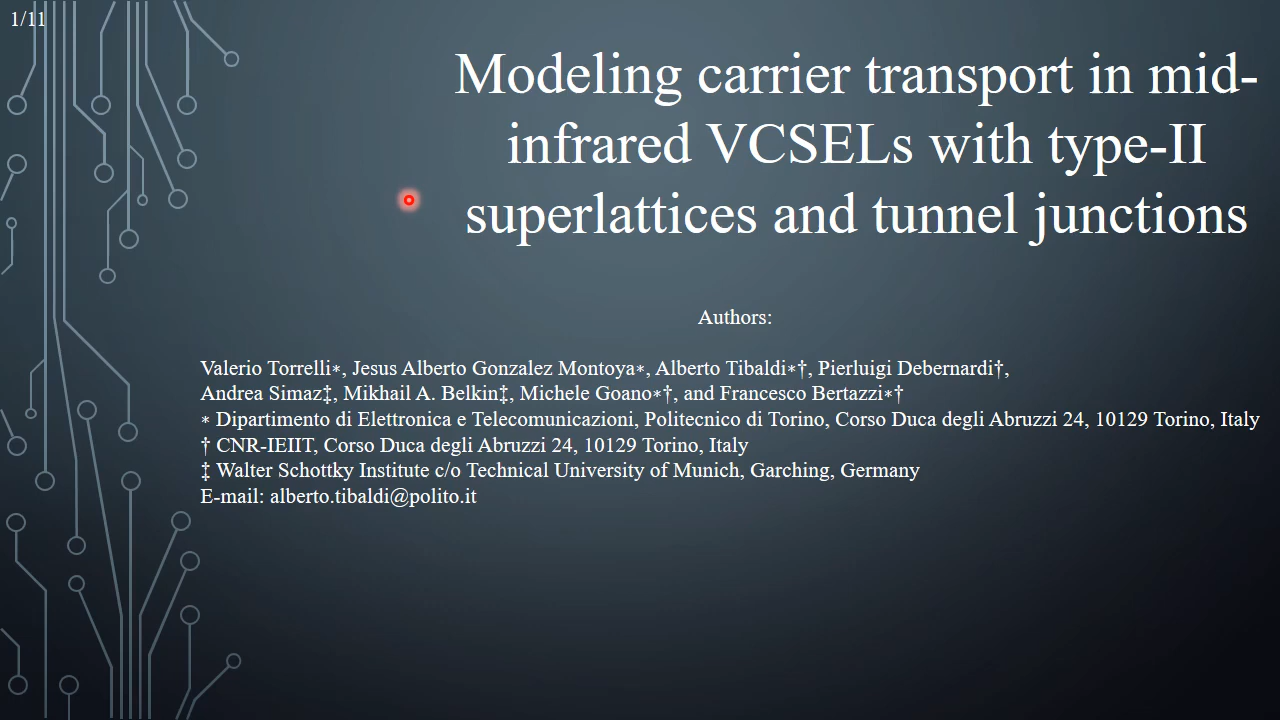 1/11
Modeling carrier transport in mid-
infrared VCSELs with type-II
superlattices and tunnel junctions
Authors:
Valerio Torrelli∗, Jesus Alberto Gonzalez Montoya∗, Alberto Tibaldi∗†, Pierluigi Debernardi†,
Andrea Simaz‡, Mikhail A. Belkin‡, Michele Goano∗†, and Francesco Bertazzi∗†
∗ Dipartimento di Elettronica e Telecomunicazioni, Politecnico di Torino, Corso Duca degli Abruzzi 24, 10129 Torino, Italy
† CNR-IEIIT, Corso Duca degli Abruzzi 24, 10129 Torino, Italy
‡ Walter Schottky Institute c/o Technical University of Munich, Garching, Germany
E-mail: alberto.tibaldi@polito.it